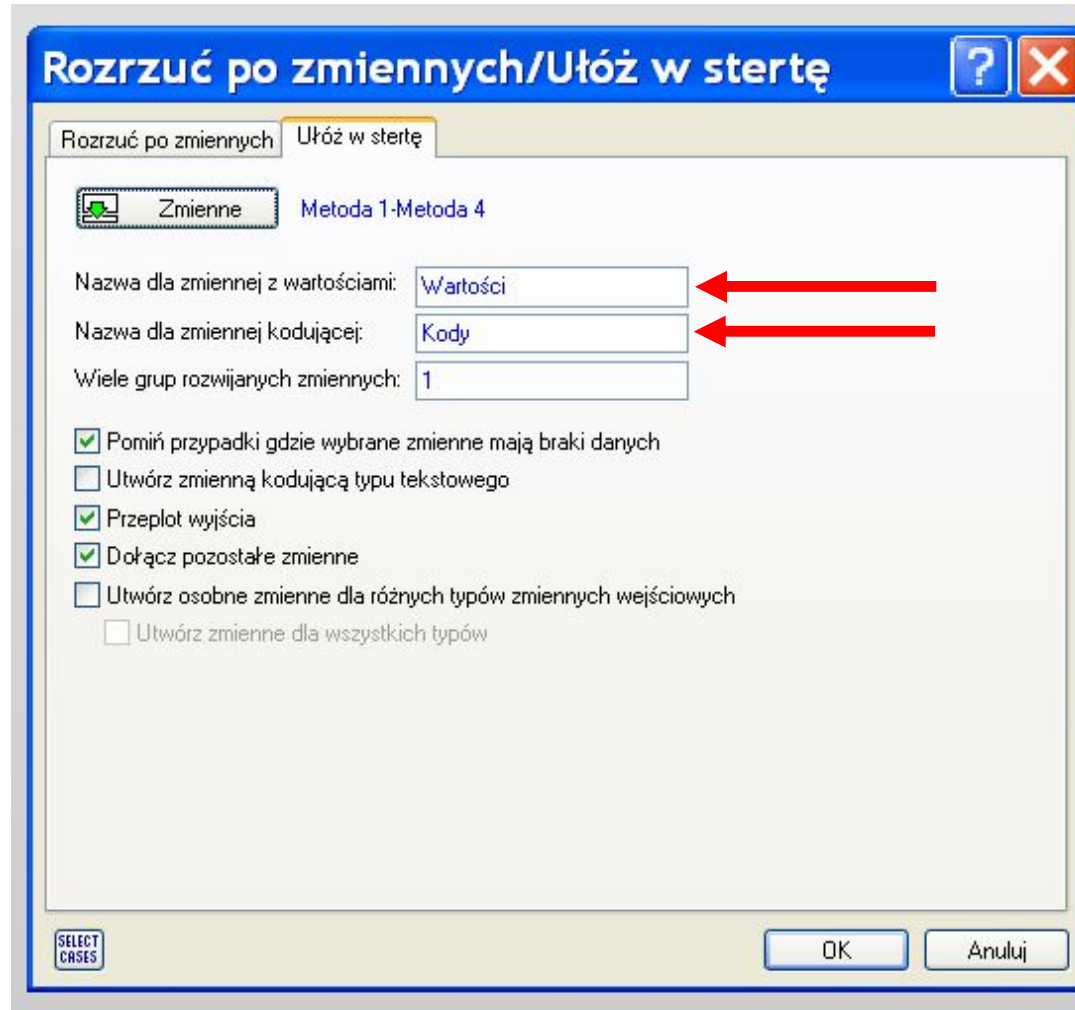 Rozrzuć po zmiennych/Ułóż w stertę
Rozrzuć po zmiennych Ułóż w stertę
Zmienne Metoda 1-Metoda 4
Nazwa dla zmiennej z wartościami: Wartości
Nazwa dla zmiennej kodującej: Kody
Wiele grup rozwijanych zmiennych: 1
Pomiń przypadki gdzie wybrane zmienne mają braki danych
Utwórz zmienną kodującą typu tekstowego
Przeplot wyjścia
Dołącz pozostałe zmienne
Utwórz osobne zmienne dla różnych typów zmiennych wejściowych
Utwórz zmienne dla wszystkich typów
SELECT
CASES
OK Anuluj